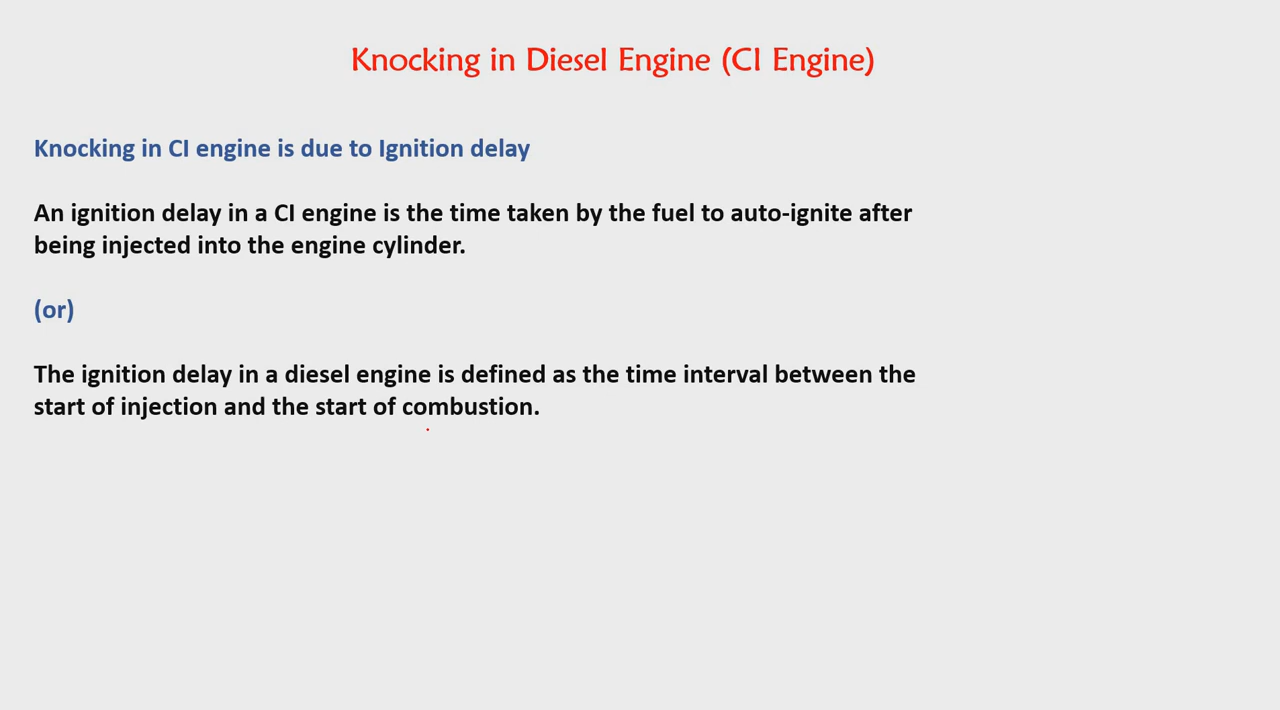 Knocking in Diesel Engine (CI Engine)
Knocking in CI engine is due to Ignition delay
An ignition delay in a CI engine is the time taken by the fuel to auto-ignite after
being injected into the engine cylinder.
(or)
The ignition delay in a diesel engine is defined as the time interval between the
start of injection and the start of combustion.